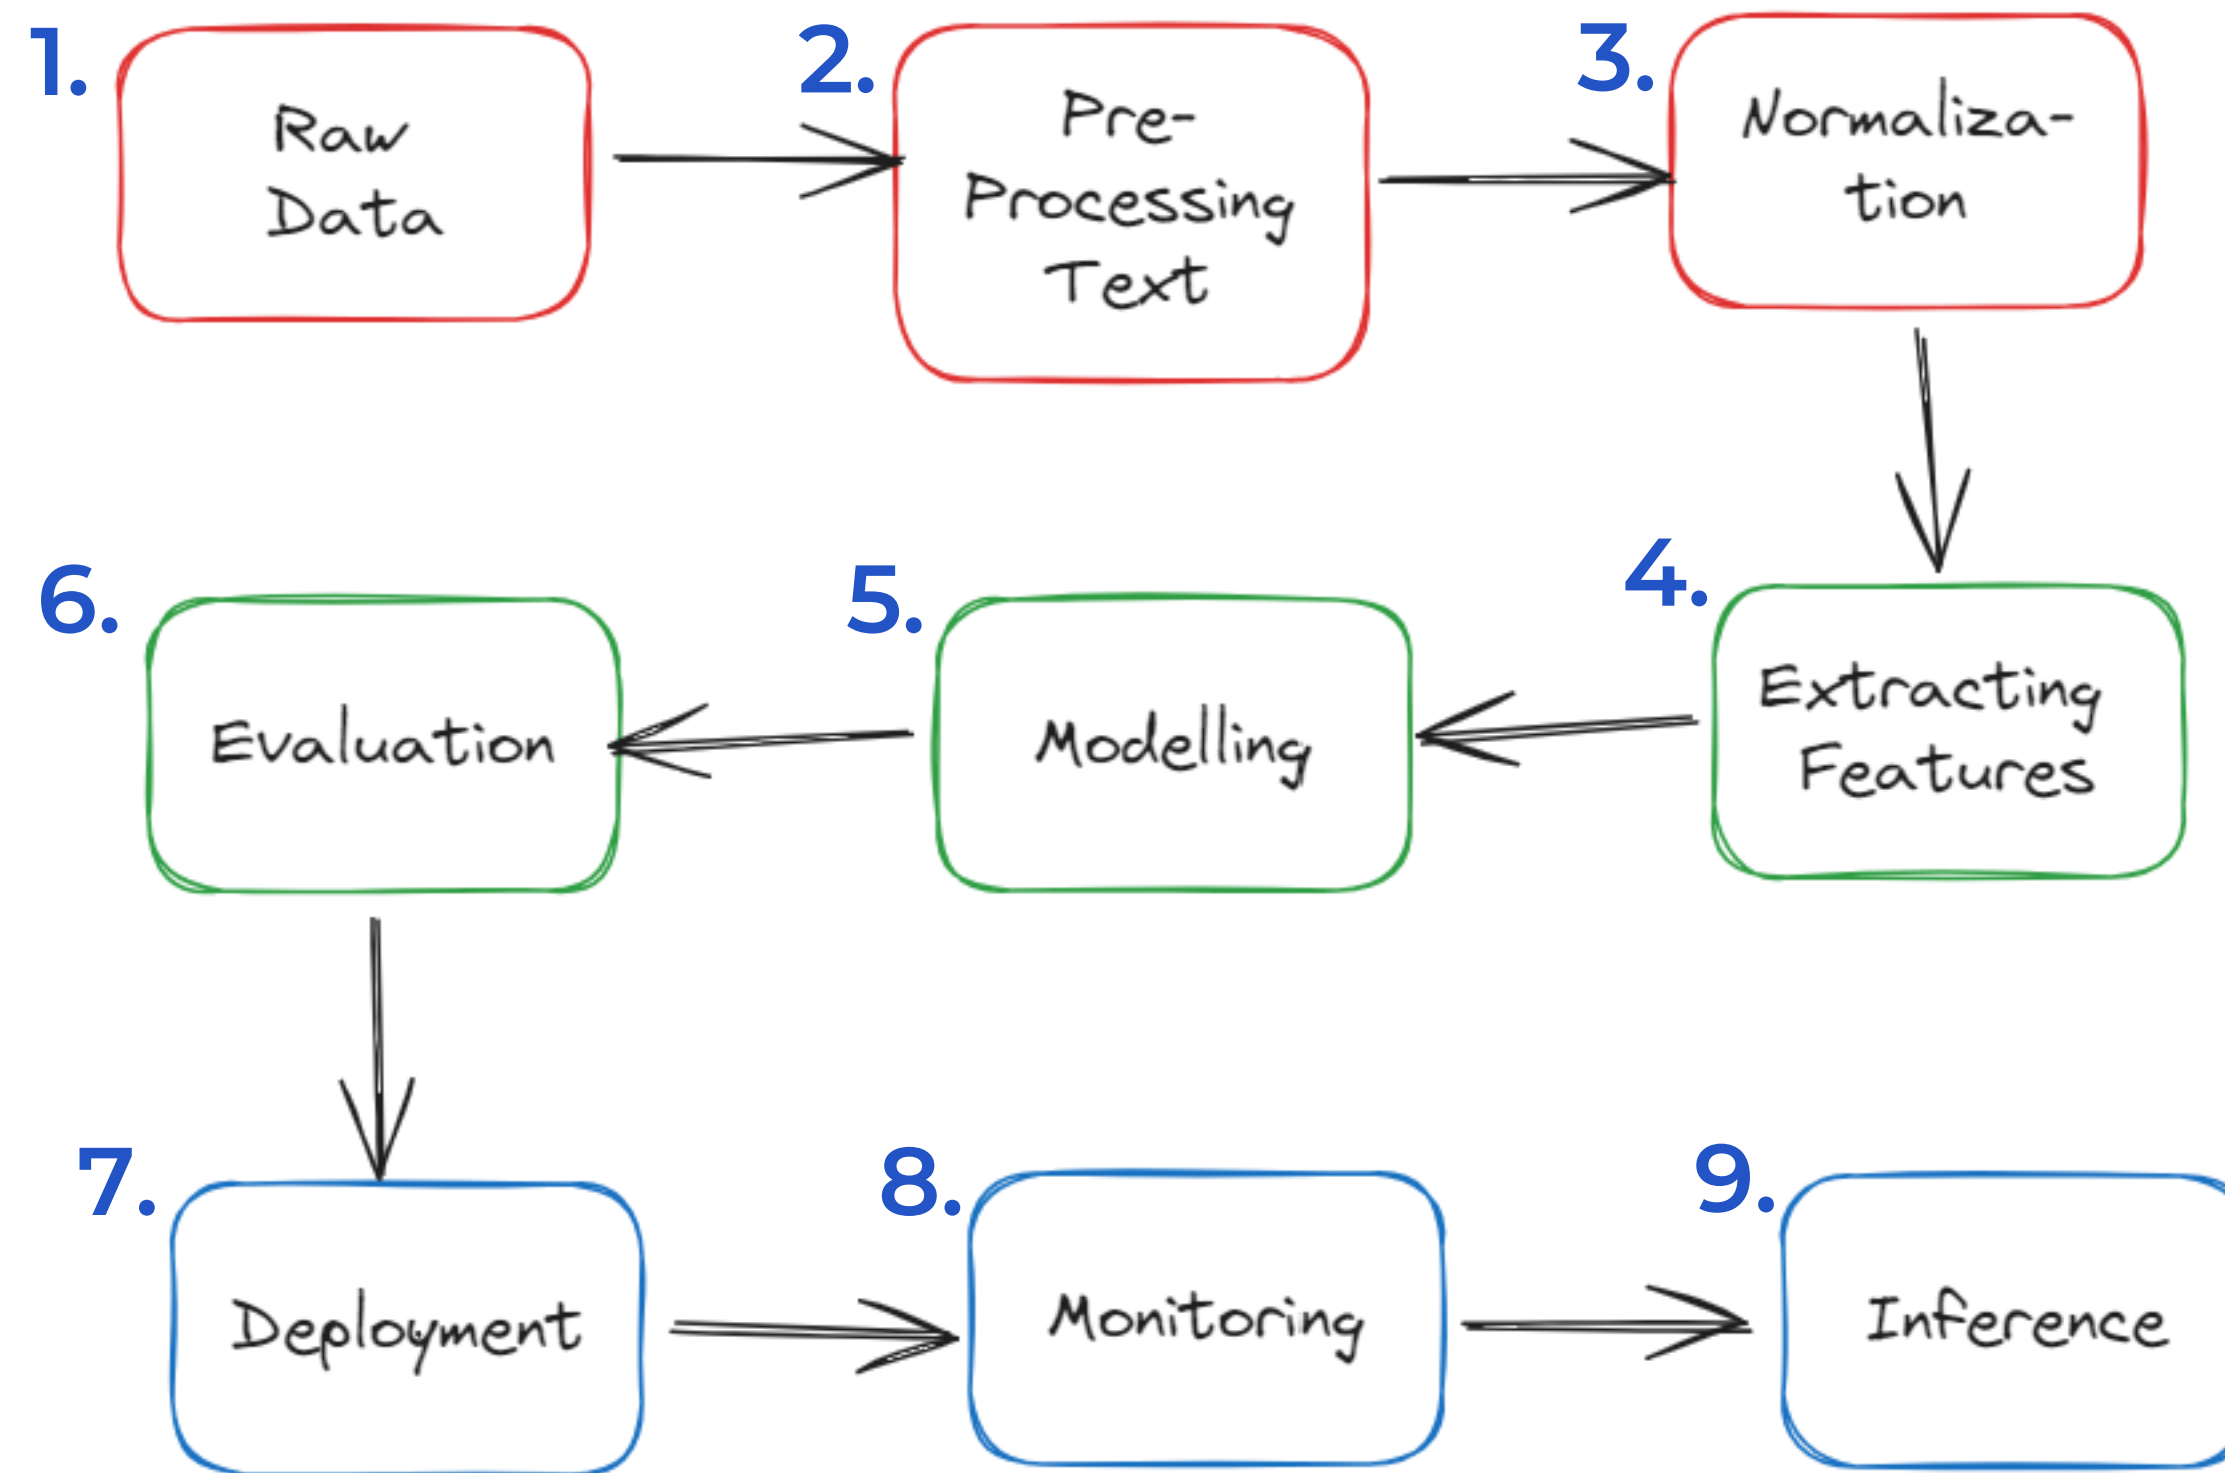 1.
Raw
Data
2.
Pre-
Processing
Text
3.
Normaliza-
tion
4.
Extracting
Features
5.
Modelling
6.
Evaluation
7.
Deployment
8.
Monitoring
9.
Inference